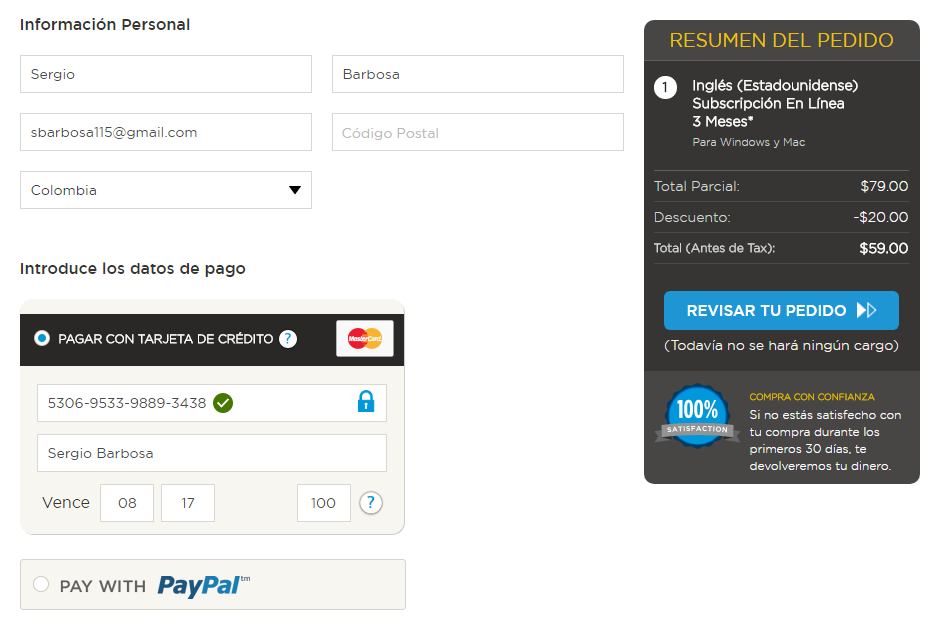 Información Personal
Sergio
Barbosa
sbarbosa115@gmail.com
Código Postal
Colombia
Introduce los datos de pago
PAGAR CON TARJETA DE CRÉDITO ?
MasterCard
5306-9533-9889-3438
Sergio Barbosa
Vence 08 17 100 ?
PAY WITH PayPal™
RESUMEN DEL PEDIDO
1
Inglés (Estadounidense)
Subscripción En Línea
3 Meses*
Para Windows y Mac
Total Parcial: $79.00
Descuento: -$20.00
Total (Antes de Tax): $59.00
REVISAR TU PEDIDO
(Todavía no se hará ningún cargo)
100%
SATISFACTION
COMPRA CON CONFIANZA
Si no estás satisfecho con
tu compra durante los
primeros 30 días, te
devolveremos tu dinero.